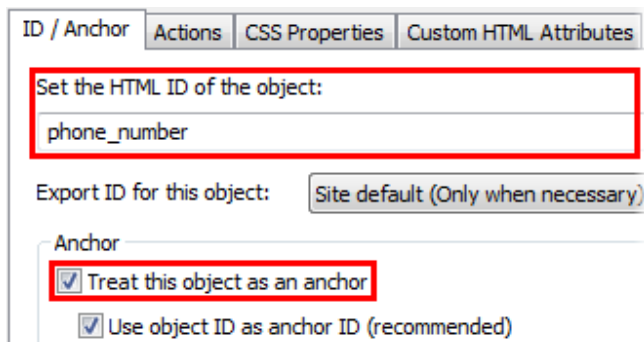 ID / Anchor Actions CSS Properties Custom HTML Attributes
Set the HTML ID of the object:
phone_number
Export ID for this object: Site default (Only when necessary)
Anchor
Treat this object as an anchor
Use object ID as anchor ID (recommended)